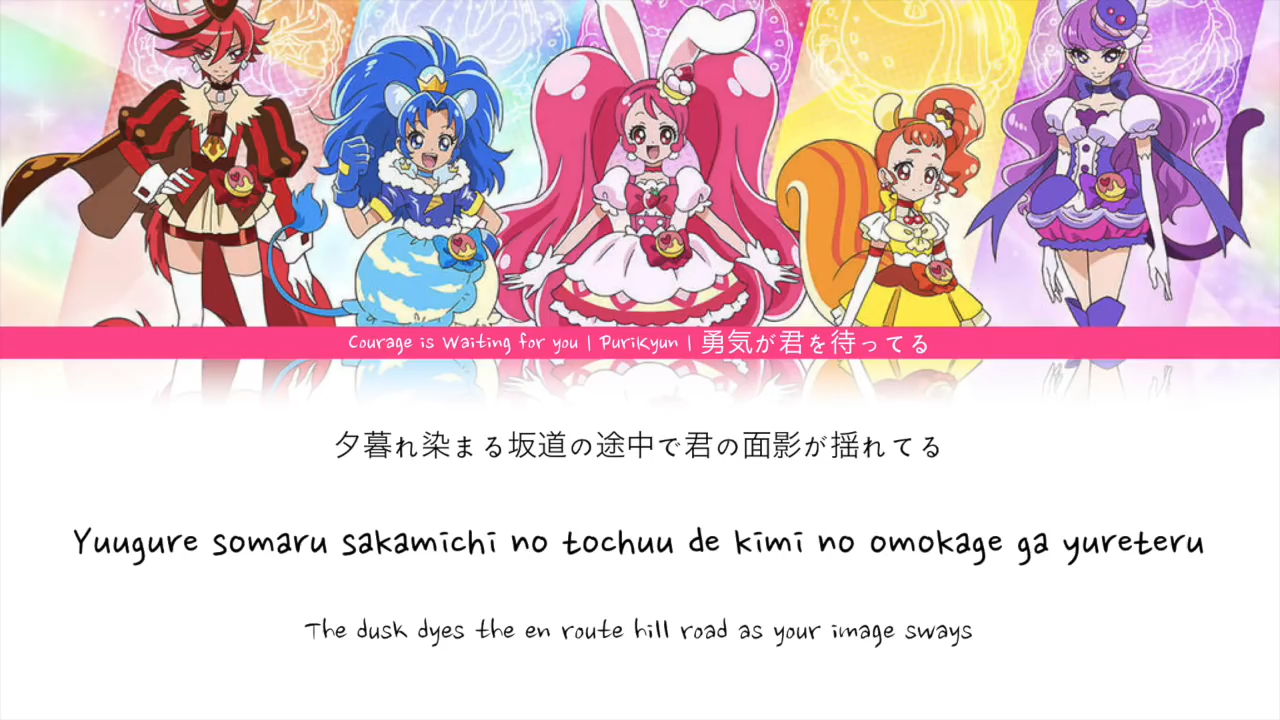 Courage is Waiting for you | PuriKyun | 勇気が君を待ってる
夕暮れ染まる坂道の途中で君の面影が揺れてる
Yuugure somaru sakamichi no tochuu de kimi no omokage ga yureteru
The dusk dyes the en route hill road as your image sways